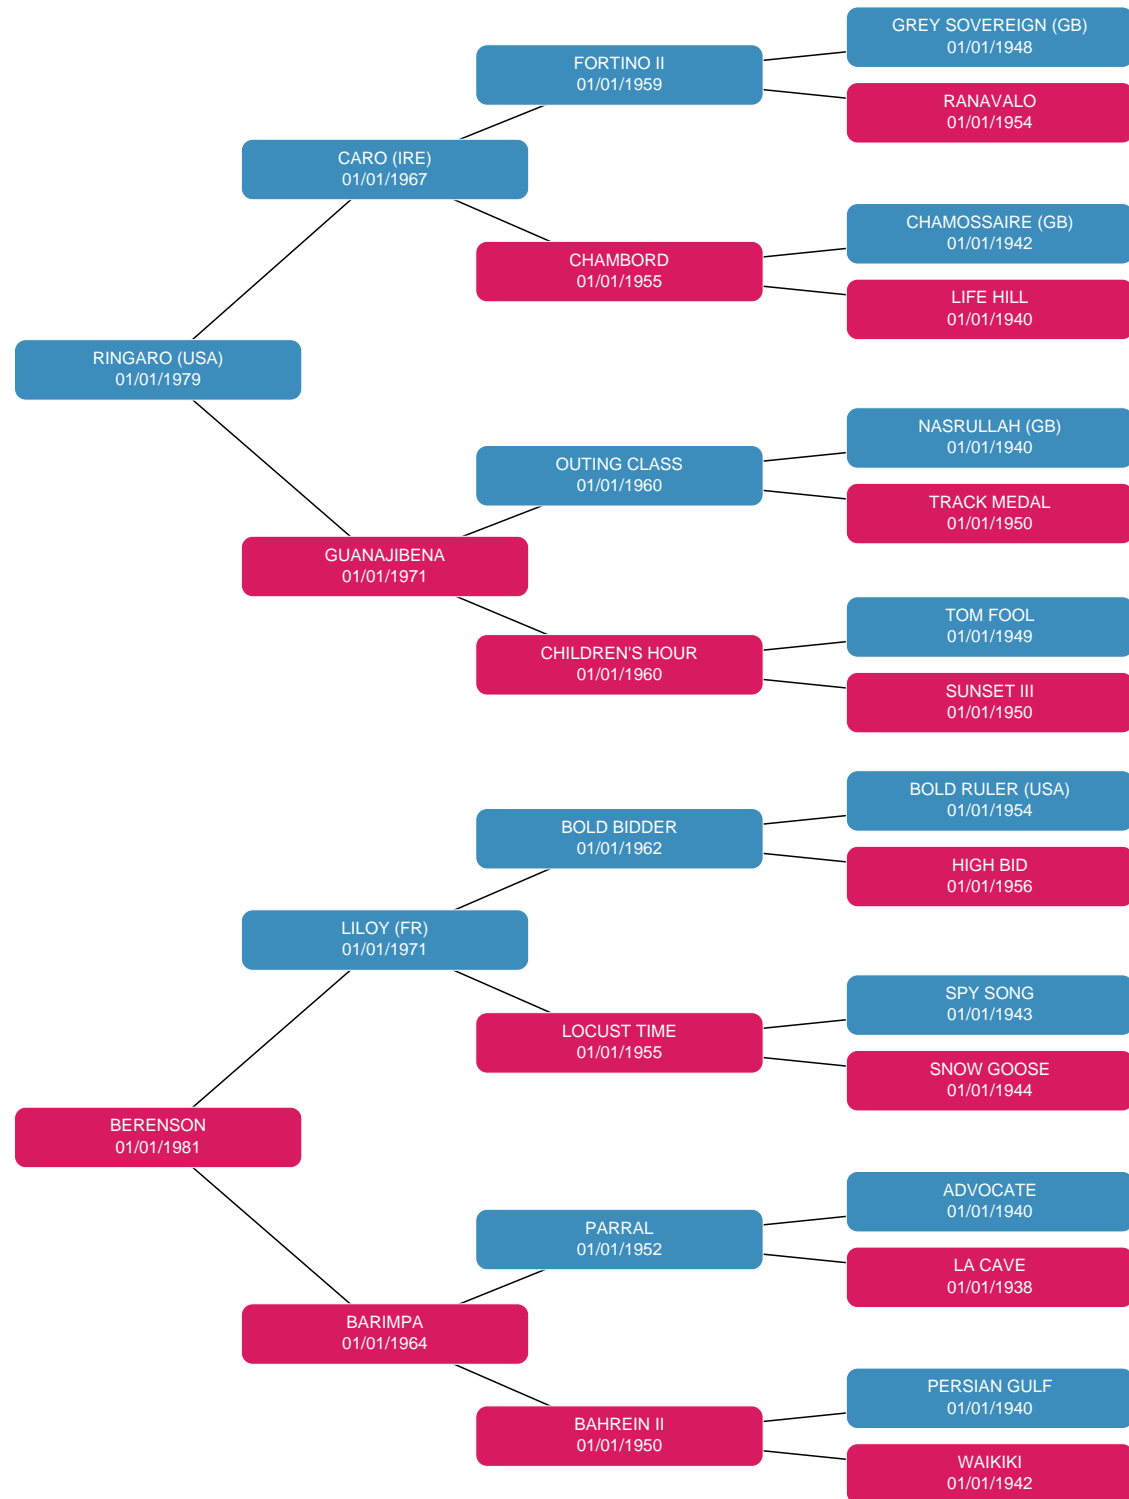 GREY SOVEREIGN (GB)
01/01/1948
FORTINO II
01/01/1959
RANAVALO
01/01/1954
CARO (IRE)
01/01/1967
CHAMOSSAIRE (GB)
01/01/1942
CHAMBORD
01/01/1955
LIFE HILL
01/01/1940
RINGARO (USA)
01/01/1979
NASRULLAH (GB)
01/01/1940
OUTING CLASS
01/01/1960
TRACK MEDAL
01/01/1950
GUANAJIBENA
01/01/1971
TOM FOOL
01/01/1949
CHILDREN'S HOUR
01/01/1960
SUNSET III
01/01/1950
BOLD RULER (USA)
01/01/1954
BOLD BIDDER
01/01/1962
HIGH BID
01/01/1956
LILOY (FR)
01/01/1971
SPY SONG
01/01/1943
LOCUST TIME
01/01/1955
SNOW GOOSE
01/01/1944
BERENSON
01/01/1981
ADVOCATE
01/01/1940
PARRAL
01/01/1952
LA CAVE
01/01/1938
BARIMPA
01/01/1964
PERSIAN GULF
01/01/1940
BAHREIN II
01/01/1950
WAIKIKI
01/01/1942